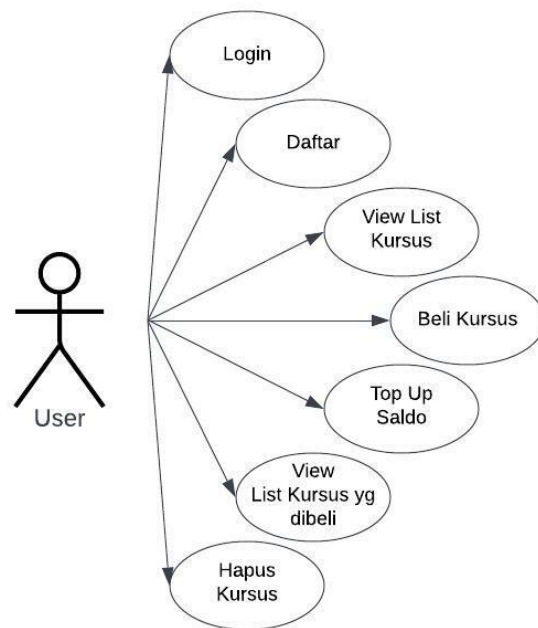 Login
Daftar
View List
Kursus
Beli Kursus
User
Top Up
Saldo
View
List Kursus yg
dibeli
Hapus
Kursus